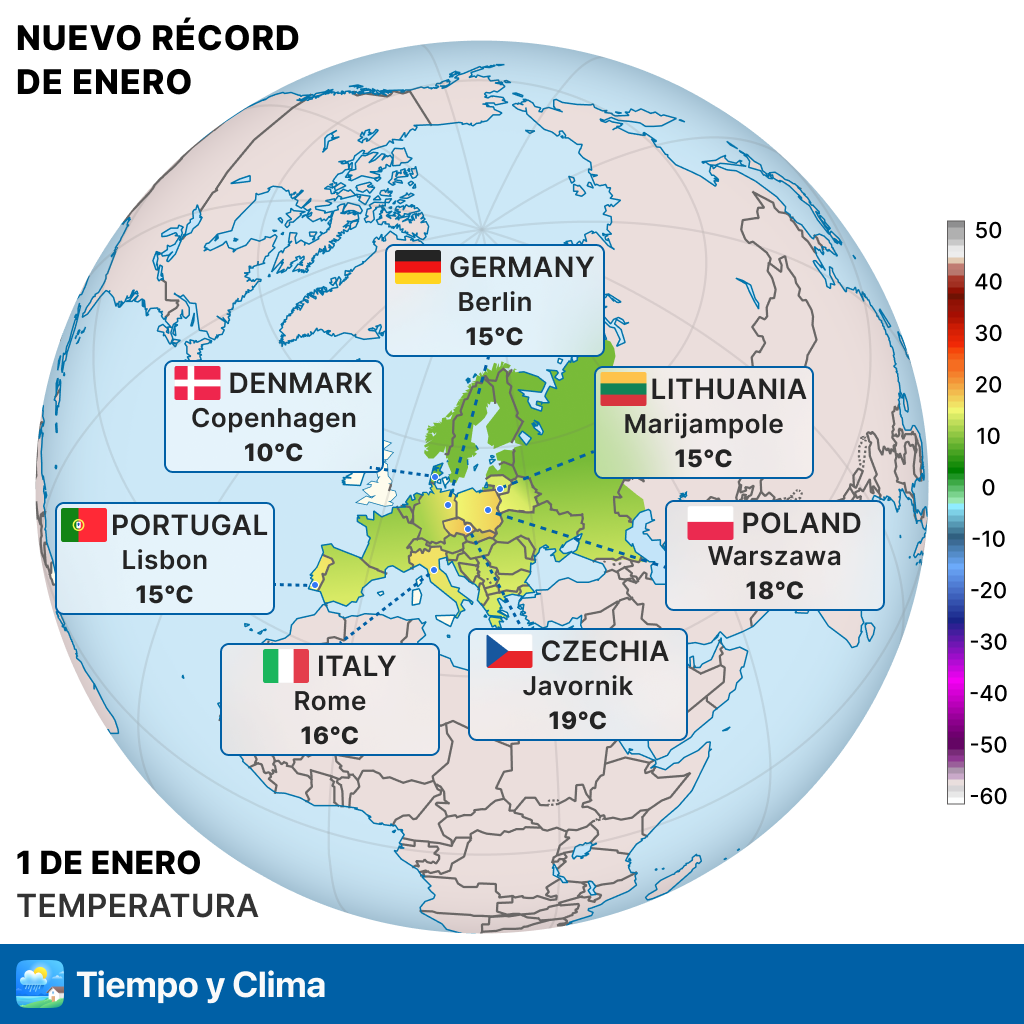 NUEVO RÉCORD
DE ENERO
GERMANY
Berlin
15°C
DENMARK
Copenhagen
10°C
LITHUANIA
Marijampole
15°C
PORTUGAL
Lisbon
15°C
POLAND
Warszawa
18°C
ITALY
Rome
16°C
CZECHIA
Javornik
19°C
50
40
30
20
10
0
-10
-20
-30
-40
-50
-60
1 DE ENERO
TEMPERATURA
Tiempo y Clima